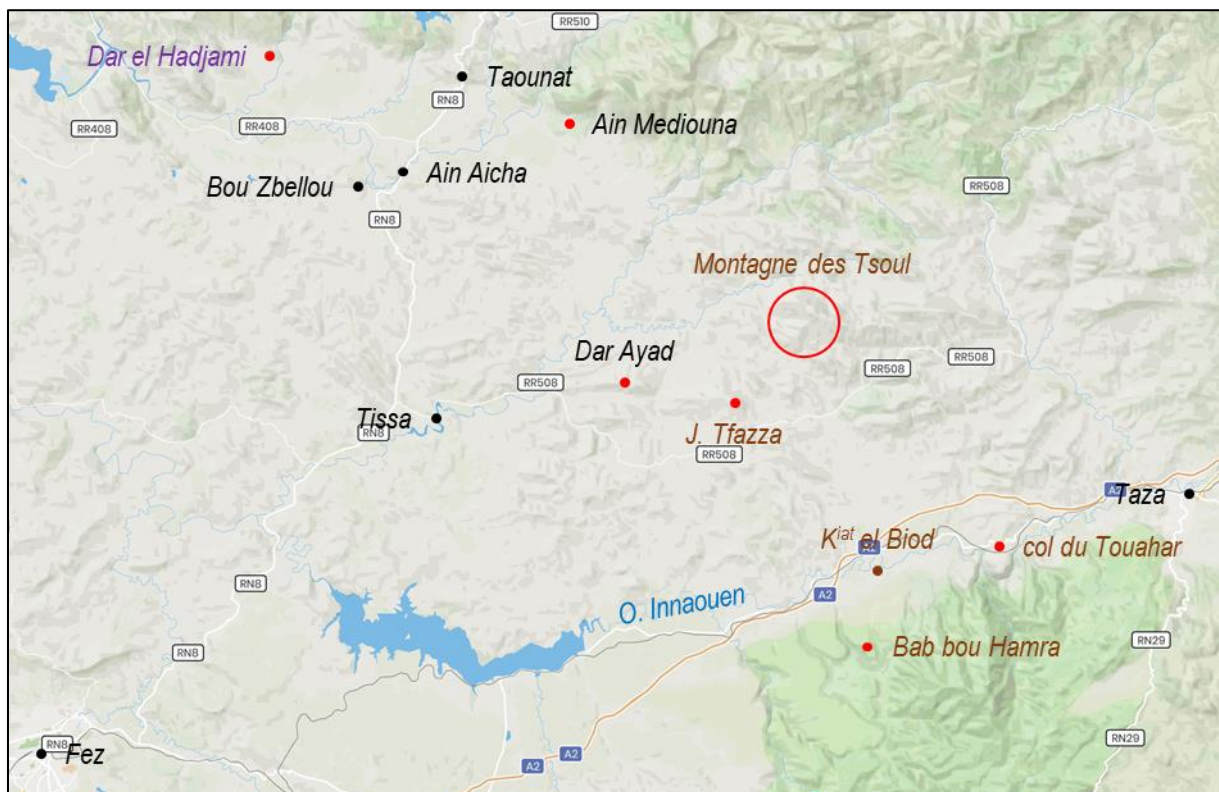 RR510
Dar el Hadjami
Taounat
RN8
RR408
RR408
Ain Mediouna
Ain Aicha
Bou Zbellou
RR508
RN8
Montagne des Tsoul
Dar Ayad
RR508
RR508
RR508
Tissa
RN8
J. Tfazza
RR508
A2
Taza
Kiat el Biod
A2
col du Touahar
RN8
O. Innaouen
A2
RN29
Bab bou Hamra
RN8
RN29
RN8
Fez
A2
A2